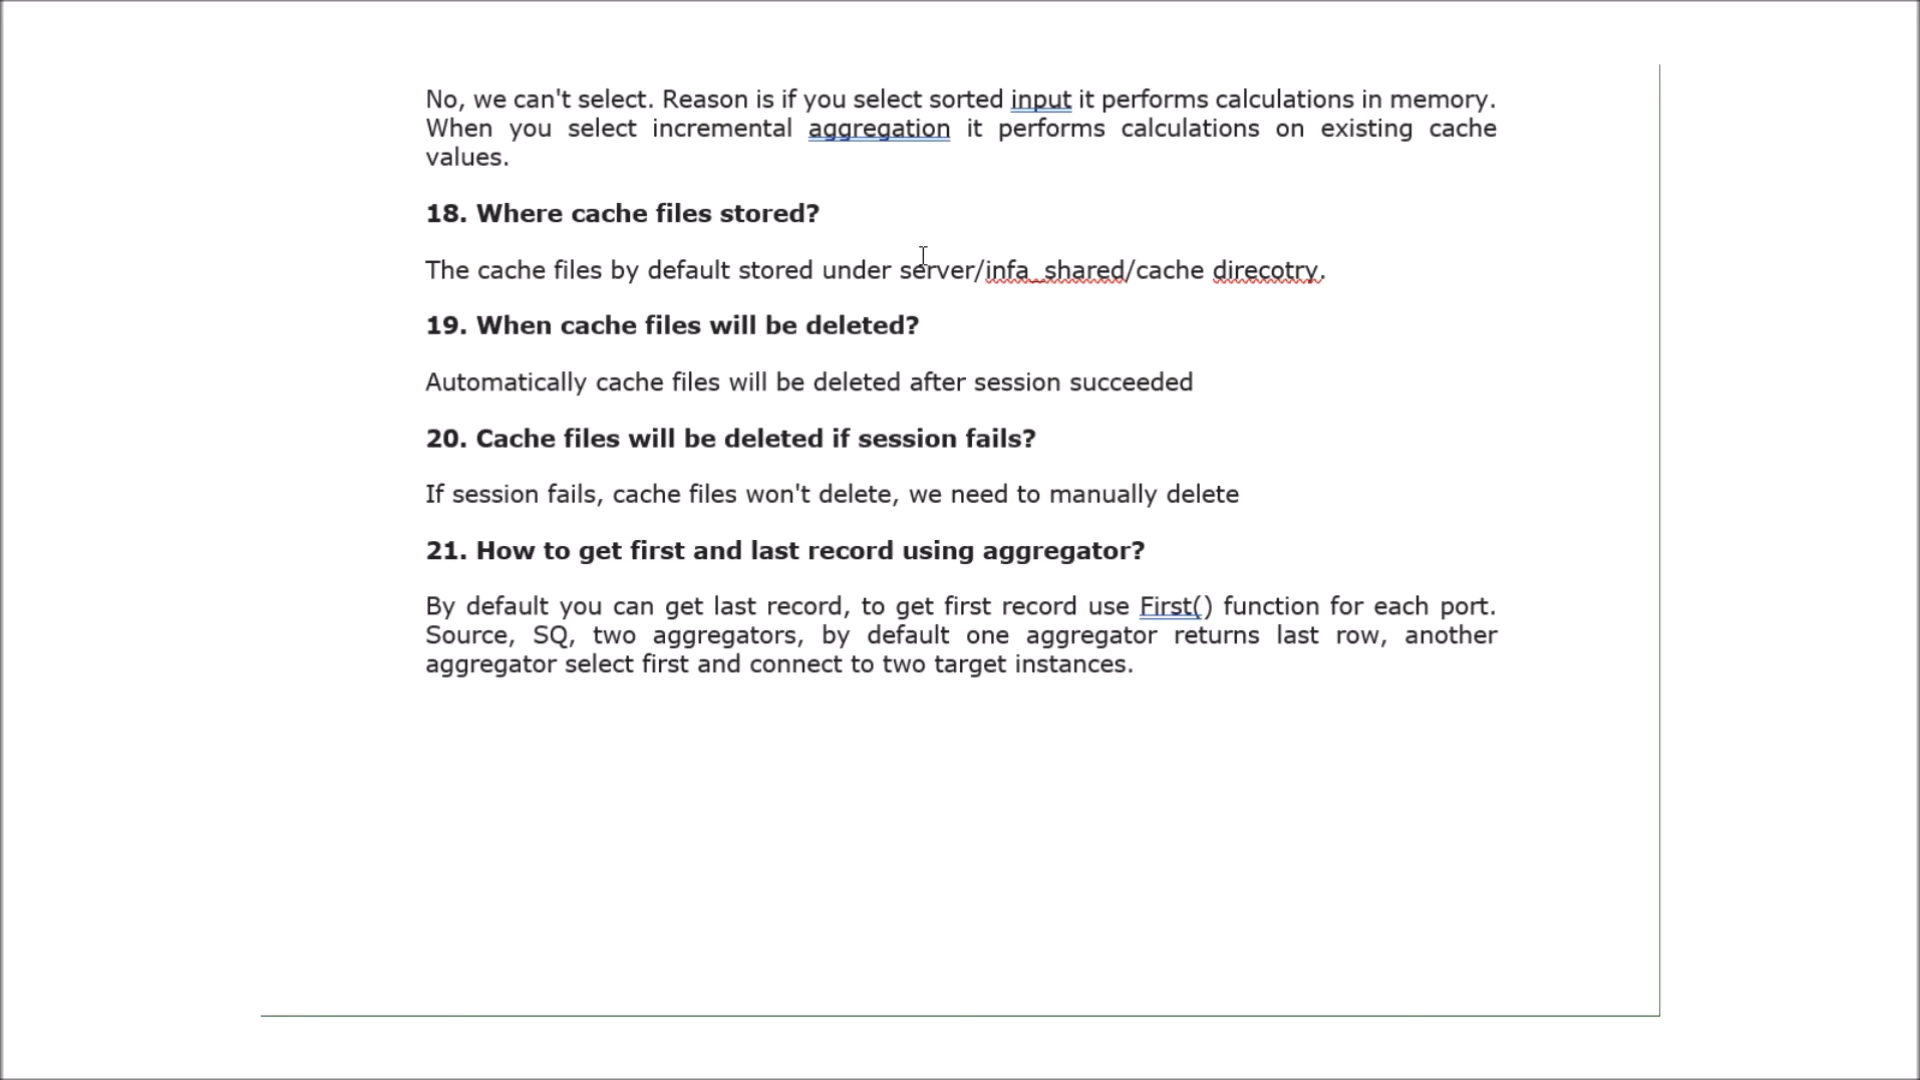 No, we can't select. Reason is if you select sorted input it performs calculations in memory.
When you select incremental aggregation it performs calculations on existing cache
values.
18. Where cache files stored?
The cache files by default stored under server/infa_shared/cache direcotry.
19. When cache files will be deleted?
Automatically cache files will be deleted after session succeeded
20. Cache files will be deleted if session fails?
If session fails, cache files won't delete, we need to manually delete
21. How to get first and last record using aggregator?
By default you can get last record, to get first record use First() function for each port.
Source, SQ, two aggregators, by default one aggregator returns last row, another
aggregator select first and connect to two target instances.